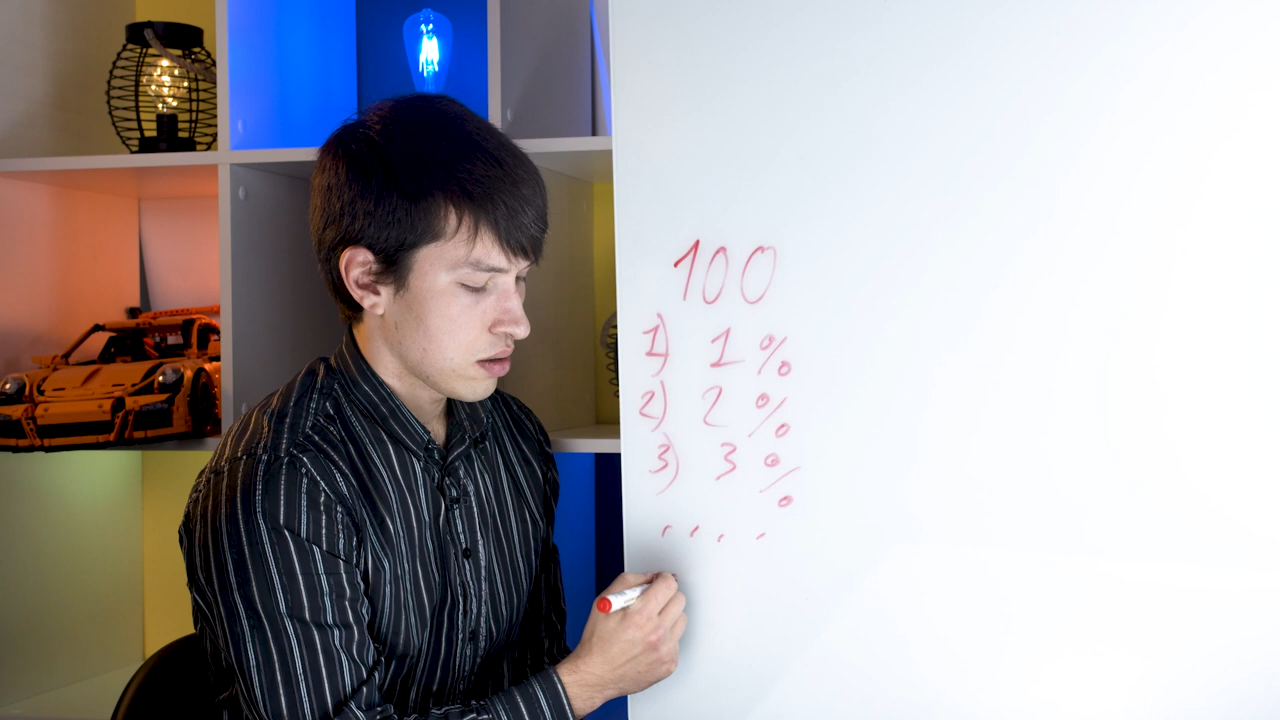 100
1) 1 %
2) 2 %
3) 3 %
....